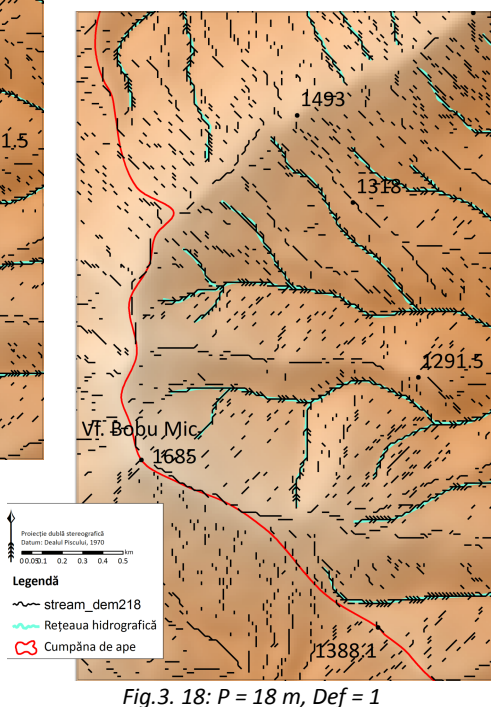 1.5
1493
1318
1291.5
Vf. Bobu Mic
1685
1388.1
Proiecție dublă stereografică
Datum: Dealul Piscului, 1970
0 0.05 0.1 0.2 0.3 0.4 0.5
km
Legendă
stream_dem218
Rețeaua hidrografică
Cumpăna de ape
Fig.3. 18: P = 18 m, Def = 1